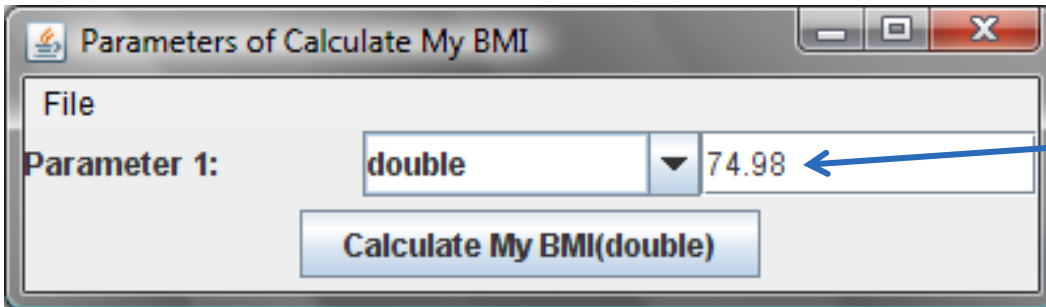 Parameters of Calculate My BMI
File
Parameter 1: double 74.98
Calculate My BMI(double)